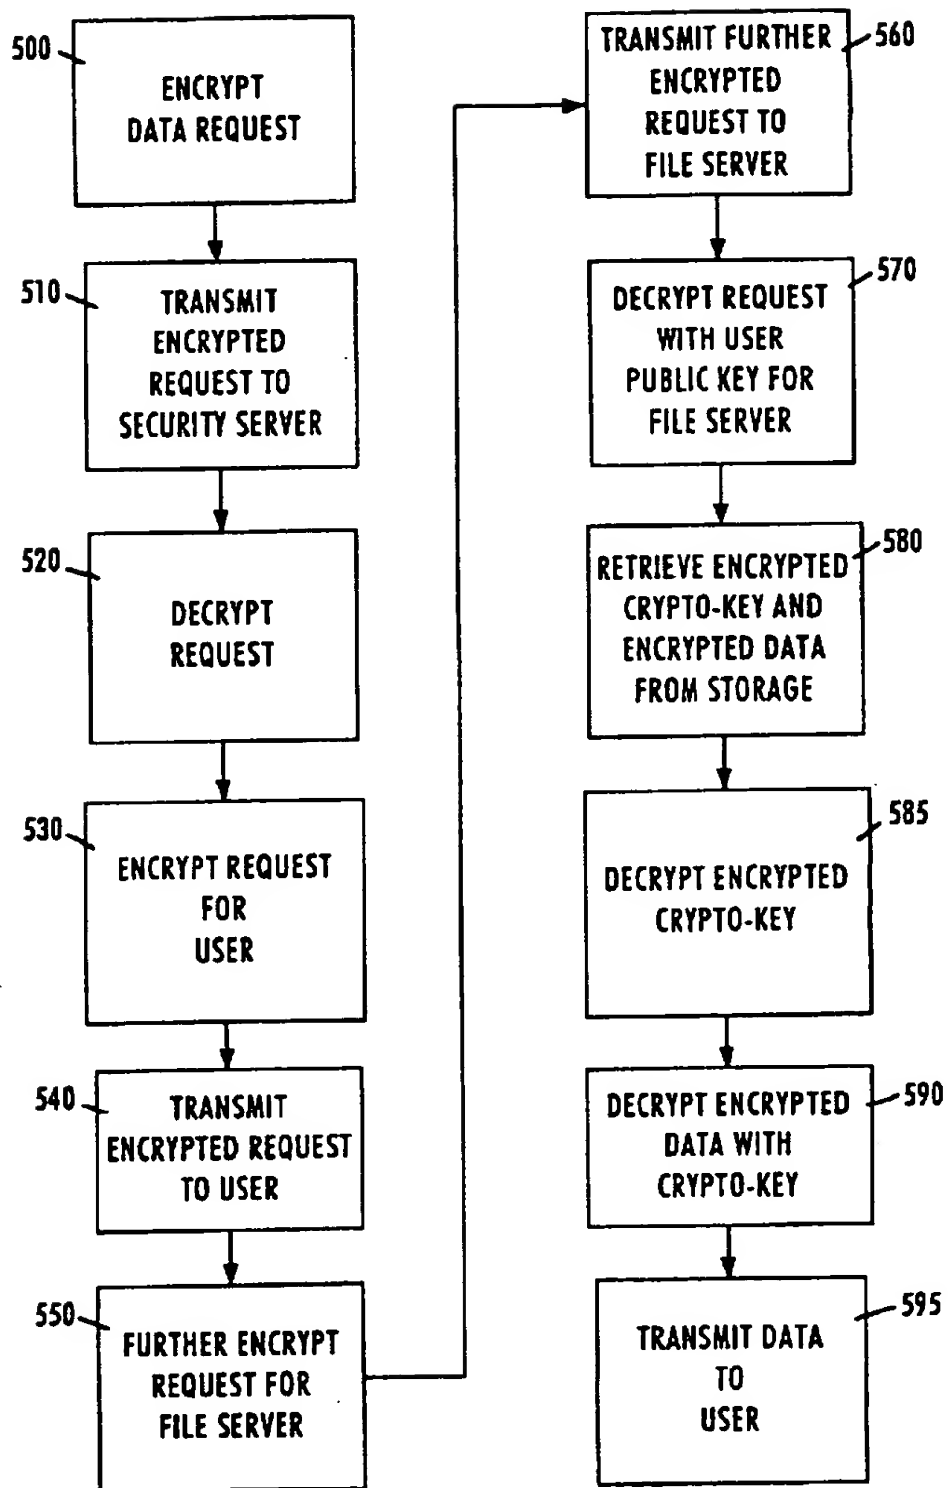 500
ENCRYPT
DATA REQUEST
510
TRANSMIT
ENCRYPTED
REQUEST TO
SECURITY SERVER
520
DECRYPT
REQUEST
530
ENCRYPT REQUEST
FOR
USER
540
TRANSMIT
ENCRYPTED REQUEST
TO USER
550
FURTHER ENCRYPT
REQUEST FOR
FILE SERVER
560
TRANSMIT FURTHER
ENCRYPTED
REQUEST TO
FILE SERVER
570
DECRYPT REQUEST
WITH USER
PUBLIC KEY FOR
FILE SERVER
580
RETRIEVE ENCRYPTED
CRYPTO-KEY AND
ENCRYPTED DATA
FROM STORAGE
585
DECRYPT ENCRYPTED
CRYPTO-KEY
590
DECRYPT ENCRYPTED
DATA WITH
CRYPTO-KEY
595
TRANSMIT DATA
TO
USER